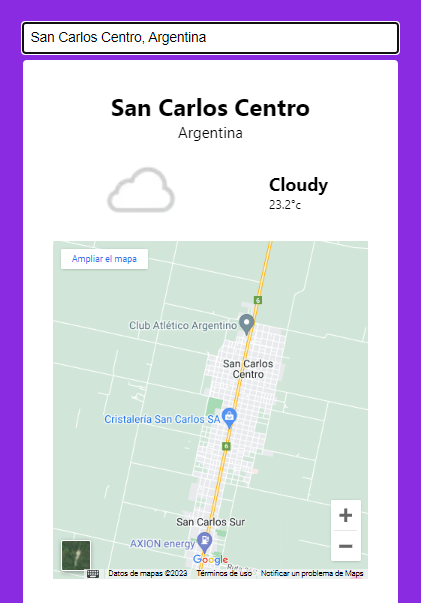 San Carlos Centro, Argentina
San Carlos Centro
Argentina
Cloudy
23.2°c
Ampliar el mapa
6
Club Atlético Argentino
San Carlos
Centro
Cristalería San Carlos SA
6
San Carlos Sur
AXION energy
Google
Datos de mapas ©2023 Términos de uso Notificar un problema de Maps